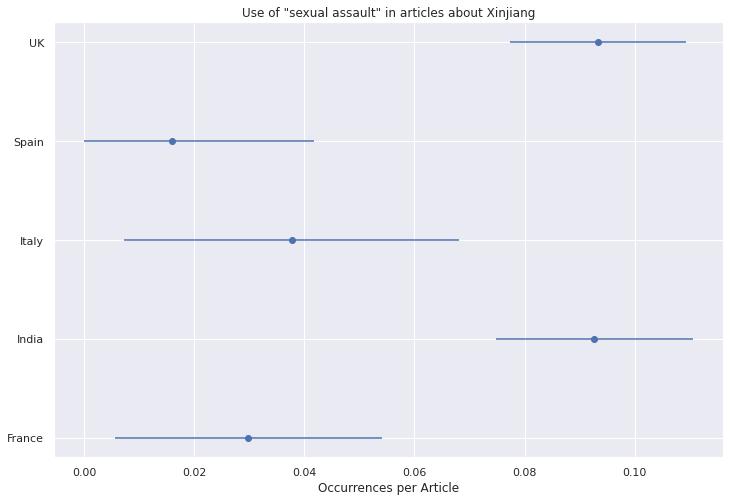 Use of "sexual assault" in articles about Xinjiang
UK
Spain
Italy
India
France
0.00 0.02 0.04 0.06 0.08 0.10
Occurrences per Article